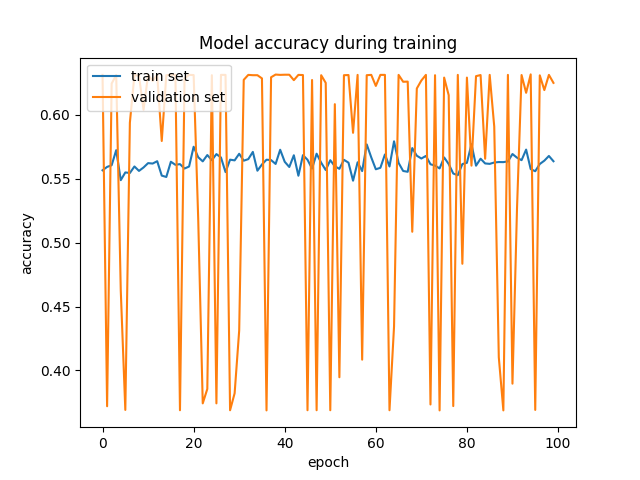 Model accuracy during training
train set
validation set
0.60
0.55
0.50
0.45
0.40
accuracy
0
20
40
60
80
100
epoch